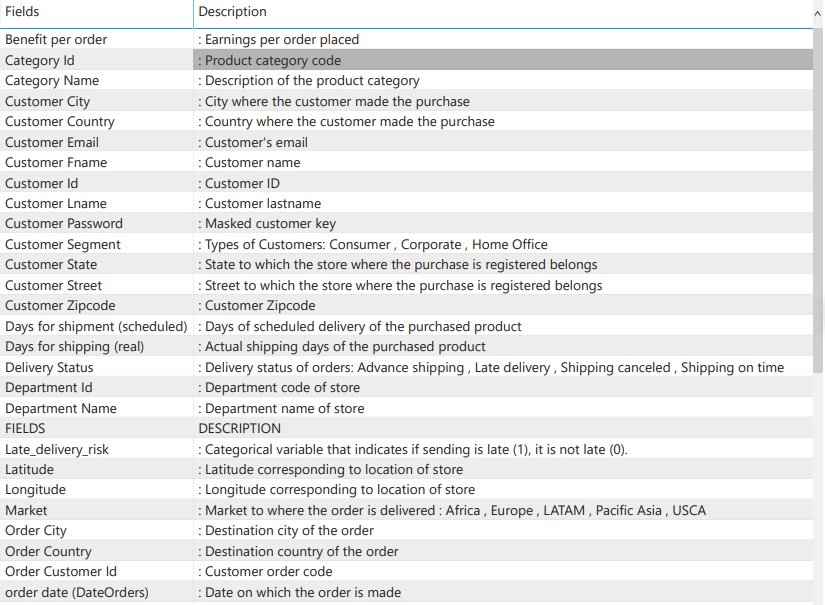 Fields Description
Benefit per order : Earnings per order placed
Category Id : Product category code
Category Name : Description of the product category
Customer City : City where the customer made the purchase
Customer Country : Country where the customer made the purchase
Customer Email : Customer's email
Customer Fname : Customer name
Customer Id : Customer ID
Customer Lname : Customer lastname
Customer Password : Masked customer key
Customer Segment : Types of Customers: Consumer , Corporate , Home Office
Customer State : State to which the store where the purchase is registered belongs
Customer Street : Street to which the store where the purchase is registered belongs
Customer Zipcode : Customer Zipcode
Days for shipment (scheduled) : Days of scheduled delivery of the purchased product
Days for shipping (real) : Actual shipping days of the purchased product
Delivery Status : Delivery status of orders: Advance shipping , Late delivery , Shipping canceled , Shipping on time
Department Id : Department code of store
Department Name : Department name of store
FIELDS DESCRIPTION
Late_delivery_risk : Categorical variable that indicates if sending is late (1), it is not late (0).
Latitude : Latitude corresponding to location of store
Longitude : Longitude corresponding to location of store
Market : Market to where the order is delivered : Africa , Europe , LATAM , Pacific Asia , USCA
Order City : Destination city of the order
Order Country : Destination country of the order
Order Customer Id : Customer order code
order date (DateOrders) : Date on which the order is made